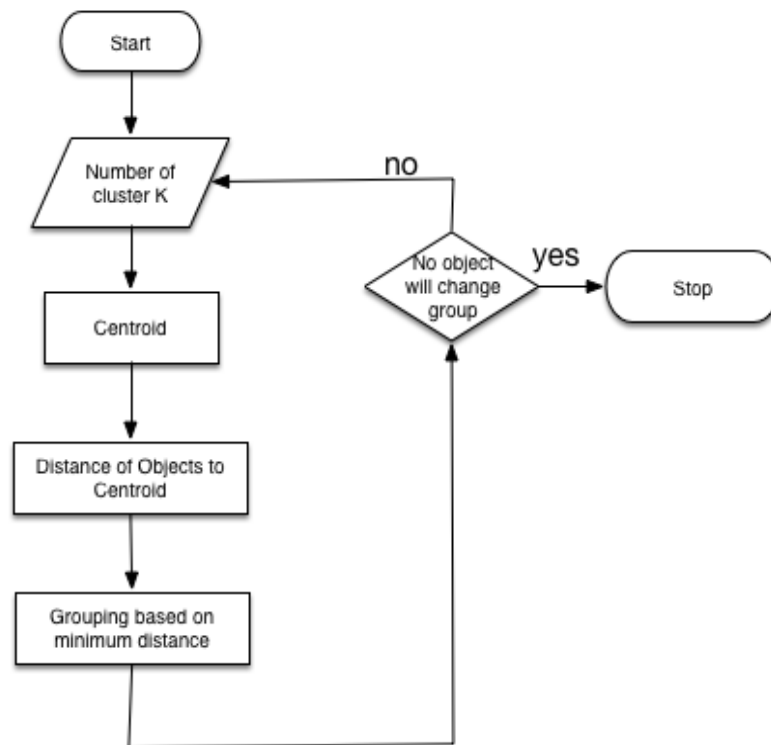 Start
Number of
cluster K
Centroid
Distance of Objects to
Centroid
Grouping based on
minimum distance
no
No object
will change
group
yes
Stop